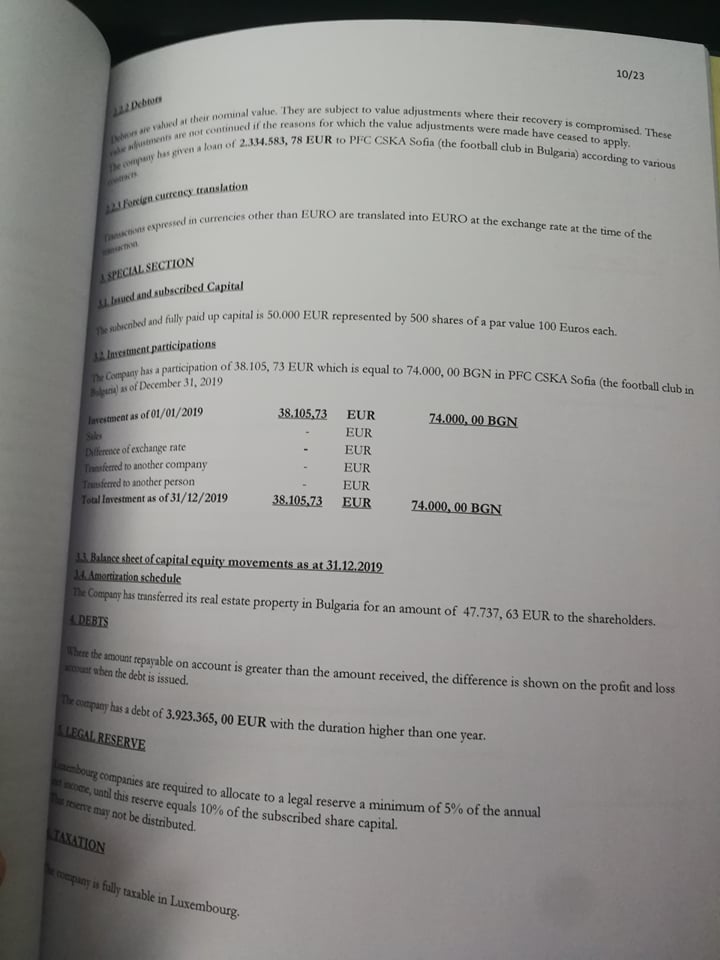 10/23
2.2.2 Debtors
Debtors are valued at their nominal value. They are subject to value adjustments where their recovery is compromised. These
value adjustments are not continued if the reasons for which the value adjustments were made have ceased to apply.
The company has given a loan of 2.334.583, 78 EUR to PFC CSKA Sofia (the football club in Bulgaria) according to various
contracts.
2.2.3 Foreign currency translation
Transactions expressed in currencies other than EURO are translated into EURO at the exchange rate at the time of the
transaction.
3. SPECIAL SECTION
3.1. Issued and subscribed Capital
The subscribed and fully paid up capital is 50.000 EUR represented by 500 shares of a par value 100 Euros each.
3.2. Investment participations
The Company has a participation of 38.105, 73 EUR which is equal to 74.000, 00 BGN in PFC CSKA Sofia (the football club in
Bulgaria) as of December 31, 2019
Investment as of 01/01/2019 38.105,73 EUR 74.000, 00 BGN
Sales - EUR
Difference of exchange rate - EUR
Transferred to another company - EUR
Transferred to another person - EUR
Total Investment as of 31/12/2019 38.105,73 EUR 74.000, 00 BGN
3.3. Balance sheet of capital equity movements as at 31.12.2019
3.4. Amortization schedule
The Company has transferred its real estate property in Bulgaria for an amount of 47.737, 63 EUR to the shareholders.
4. DEBTS
Where the amount repayable on account is greater than the amount received, the difference is shown on the profit and loss
account when the debt is issued.
The company has a debt of 3.923.365, 00 EUR with the duration higher than one year.
5. LEGAL RESERVE
Luxembourg companies are required to allocate to a legal reserve a minimum of 5% of the annual
net income, until this reserve equals 10% of the subscribed share capital.
This reserve may not be distributed.
6. TAXATION
The company is fully taxable in Luxembourg.